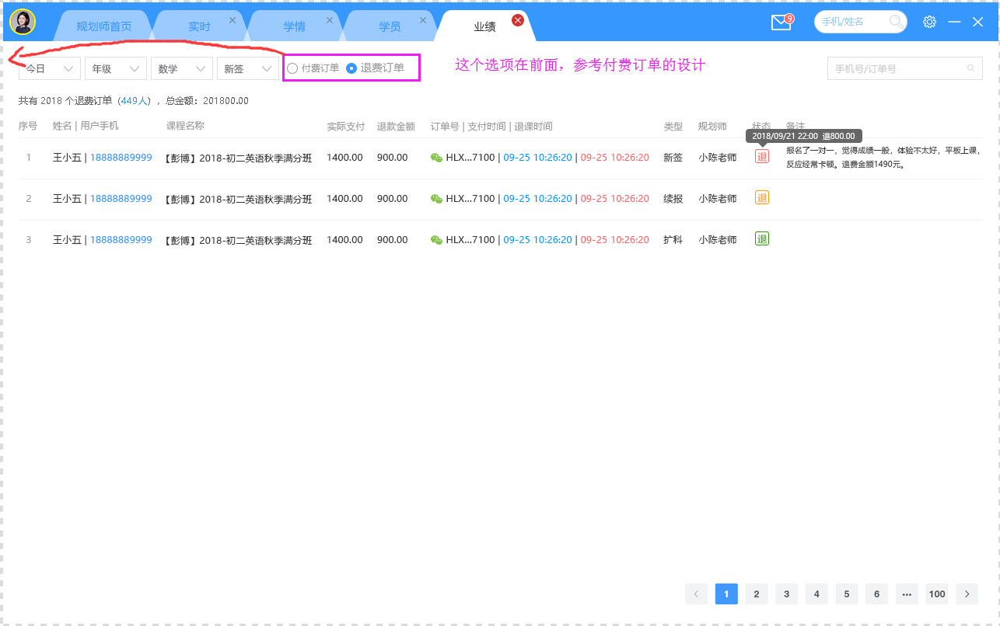 规划师首页 实时 学情 学员 业绩 9 手机/姓名
今日 年级 数学 新签 付费订单 退费订单 这个选项在前面，参考付费订单的设计 手机号/订单号
共有 2018 个退费订单（449人），总金额：201800.00
序号 姓名 | 用户手机 课程名称 实际支付 退款金额 订单号 | 支付时间 | 退课时间 类型 规划师 状态 备注
2018/09/21 22:00 退800.00
1 王小五 | 18888889999 【彭博】2018-初二英语秋季满分班 1400.00 900.00 HLX...7100 | 09-25 10:26:20 | 09-25 10:26:20 新签 小陈老师 退 报名了一对一，觉得成绩一般，体验不太好，平板上课，
反应经常卡顿。退费金额1490元。
2 王小五 | 18888889999 【彭博】2018-初二英语秋季满分班 1400.00 900.00 HLX...7100 | 09-25 10:26:20 | 09-25 10:26:20 续报 小陈老师 退
3 王小五 | 18888889999 【彭博】2018-初二英语秋季满分班 1400.00 900.00 HLX...7100 | 09-25 10:26:20 | 09-25 10:26:20 扩科 小陈老师 退
1 2 3 4 5 6 ··· 100